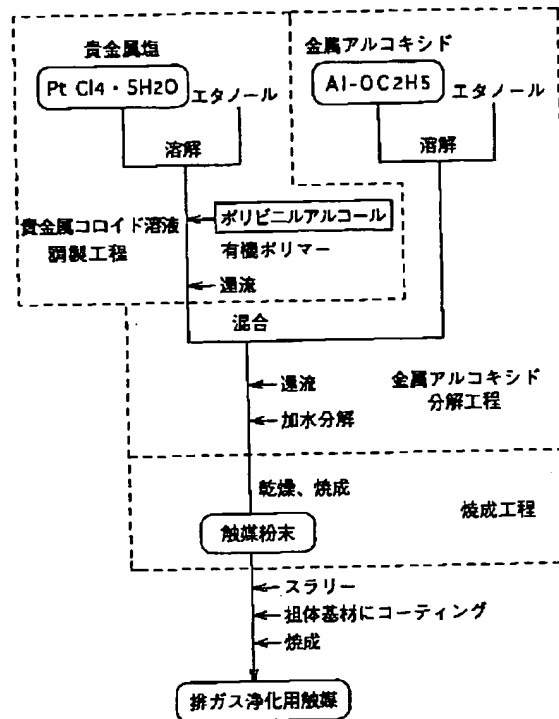 貴金属塩
Pt Cl4・5H2O
エタノール
溶解
金属アルコキシド
Al-OC2H5
エタノール
溶解
貴金属コロイド溶液
調製工程
ポリビニルアルコール
有機ポリマー
還流
混合
還流
加水分解
金属アルコキシド
分解工程
乾燥、焼成
焼成工程
触媒粉末
スラリー
担体基材にコーティング
焼成
排ガス浄化用触媒